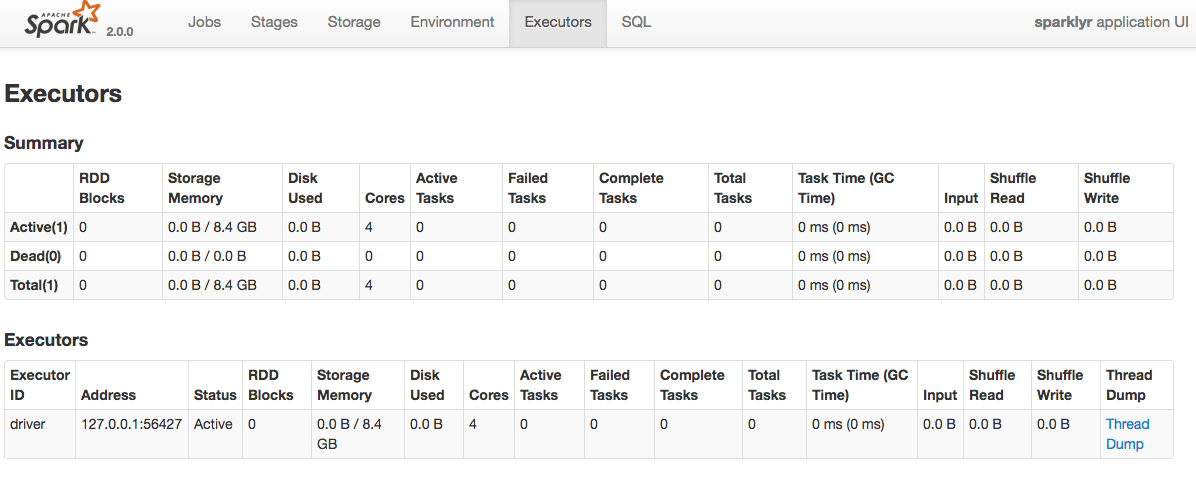 APACHE
Spark 2.0.0 Jobs Stages Storage Environment Executors SQL sparklyr application UI
Executors
Summary
RDD Blocks Storage Memory Disk Used Cores Active Tasks Failed Tasks Complete Tasks Total Tasks Task Time (GC Time) Input Shuffle Read Shuffle Write
Active(1) 0 0.0 B / 8.4 GB 0.0 B 4 0 0 0 0 0 ms (0 ms) 0.0 B 0.0 B 0.0 B
Dead(0) 0 0.0 B / 0.0 B 0.0 B 0 0 0 0 0 0 ms (0 ms) 0.0 B 0.0 B 0.0 B
Total(1) 0 0.0 B / 8.4 GB 0.0 B 4 0 0 0 0 0 ms (0 ms) 0.0 B 0.0 B 0.0 B
Executors
Executor ID Address Status RDD Blocks Storage Memory Disk Used Cores Active Tasks Failed Tasks Complete Tasks Total Tasks Task Time (GC Time) Input Shuffle Read Shuffle Write Thread Dump
driver 127.0.0.1:56427 Active 0 0.0 B / 8.4 GB 0.0 B 4 0 0 0 0 0 ms (0 ms) 0.0 B 0.0 B 0.0 B Thread Dump